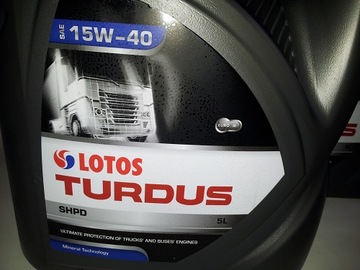 SAE 15W-40
LOTOS
TURDUS
SHPD 5L
ULTIMATE PROTECTION OF TRUCKS' AND BUSES' ENGINES
Mineral Technology